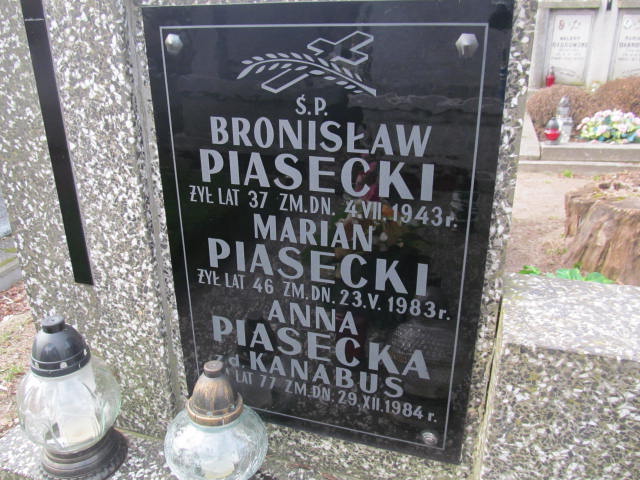 Ś.P.
BRONISŁAW
PIASECKI
ŻYŁ LAT 37 ZM. DN. 4.VII.1943 r.
MARIAN
PIASECKI
ŻYŁ LAT 46 ZM. DN. 23.V.1983 r.
ANNA
PIASECKA
z d. KANABUS
LAT 77 ZM. DN. 29.XII.1984 r.